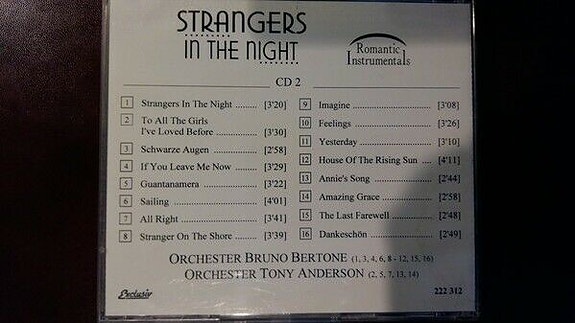 STRANGERS
IN THE NIGHT
Romantic
Instrumentals
CD 2
1 Strangers In The Night .......... [3'20]
2 To All The Girls
I've Loved Before .............. [3'30]
3 Schwarze Augen ................ [2'58]
4 If You Leave Me Now ......... [3'29]
5 Guantanamera .................. [3'22]
6 Sailing ............................ [4'01]
7 All Right ......................... [3'41]
8 Stranger On The Shore ........ [3'39]
9 Imagine .......................... [3'08]
10 Feelings ......................... [3'26]
11 Yesterday ....................... [3'10]
12 House Of The Rising Sun .... [4'11]
13 Annie's Song ................... [2'44]
14 Amazing Grace ................. [2'58]
15 The Last Farewell .............. [2'48]
16 Dankeschön ..................... [2'49]
ORCHESTER BRUNO BERTONE (1, 3, 4, 6, 8 - 12, 15, 16)
ORCHESTER TONY ANDERSON (2, 5, 7, 13, 14)
Exclusiv
222 312